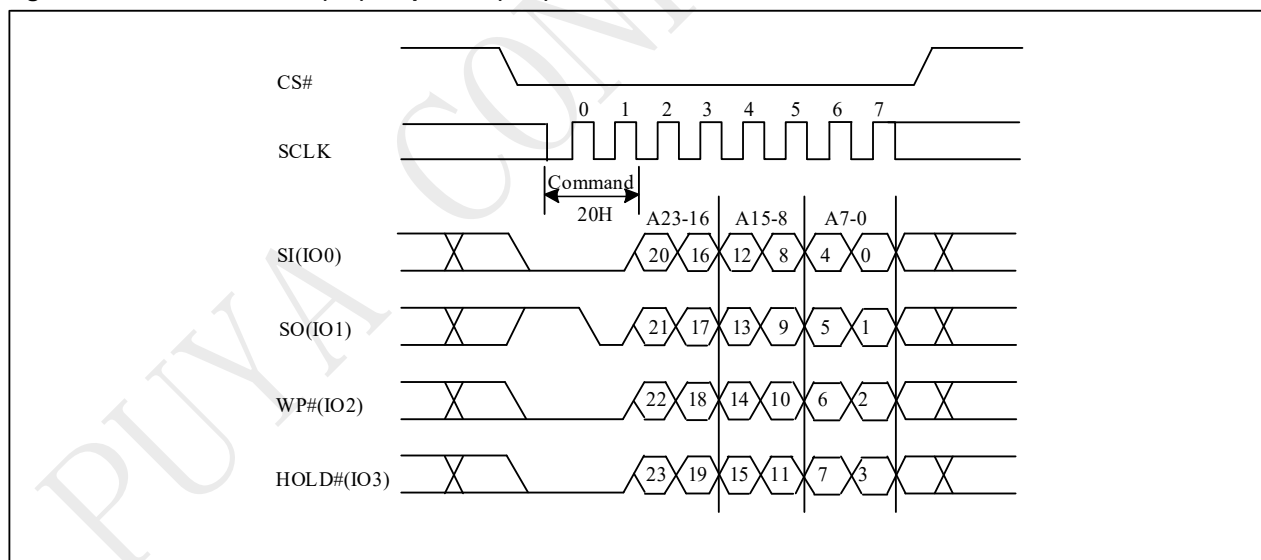 PUYA CON
CS#
0 1 2 3 4 5 6 7
SCLK
Command
20H
A23-16 A15-8 A7-0
SI(IO0)
20 16 12 8 4 0
SO(IO1)
21 17 13 9 5 1
WP#(IO2)
22 18 14 10 6 2
HOLD#(IO3)
23 19 15 11 7 3